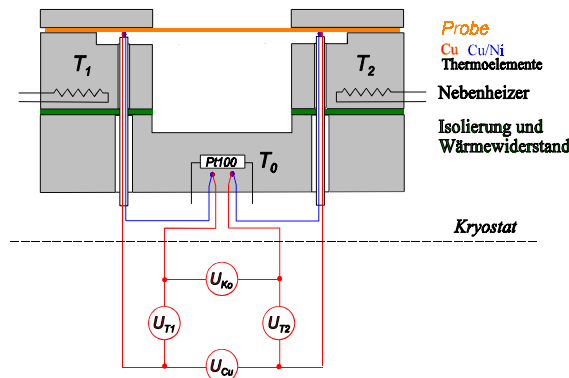 Probe
Cu Cu/Ni
Thermoelemente
T1 T2
Nebenheizer
Isolierung und
Wärmewiderstand
Pt100 T0
Kryostat
UKo
UT1 UT2
UCu